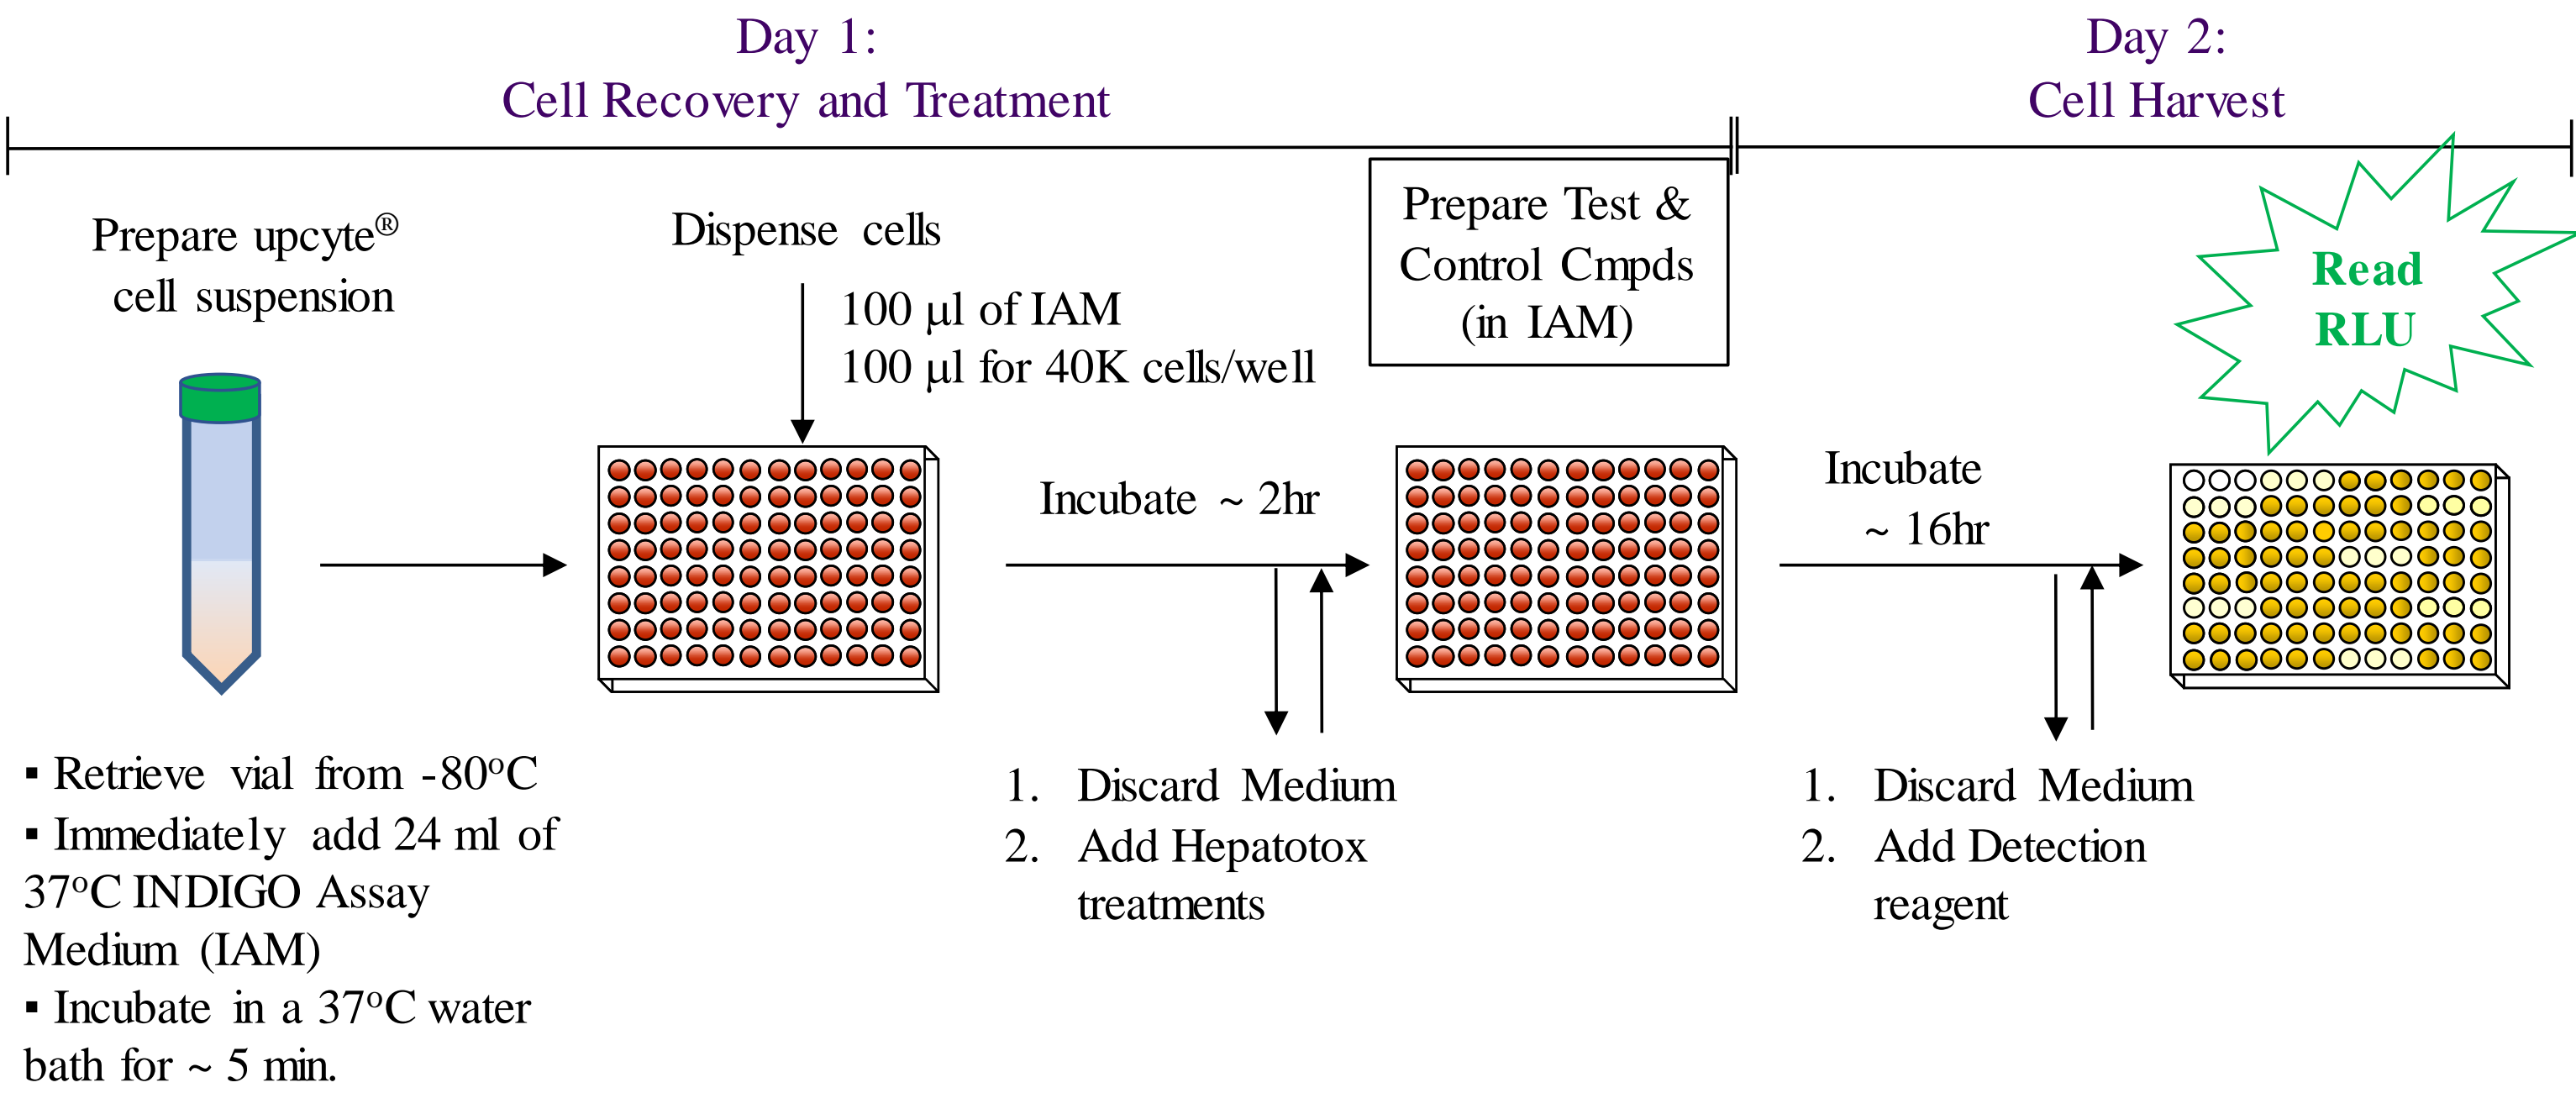 Day 1:
Cell Recovery and Treatment
Day 2:
Cell Harvest
Prepare upcyte®
cell suspension
Dispense cells
100 µl of IAM
100 µl for 40K cells/well
Prepare Test &
Control Cmpds
(in IAM)
Read
RLU
Incubate ~ 2hr
Incubate
~ 16hr
▪ Retrieve vial from -80°C
▪ Immediately add 24 ml of
37°C INDIGO Assay
Medium (IAM)
▪ Incubate in a 37°C water
bath for ~ 5 min.
1. Discard Medium
2. Add Hepatotox
treatments
1. Discard Medium
2. Add Detection
reagent